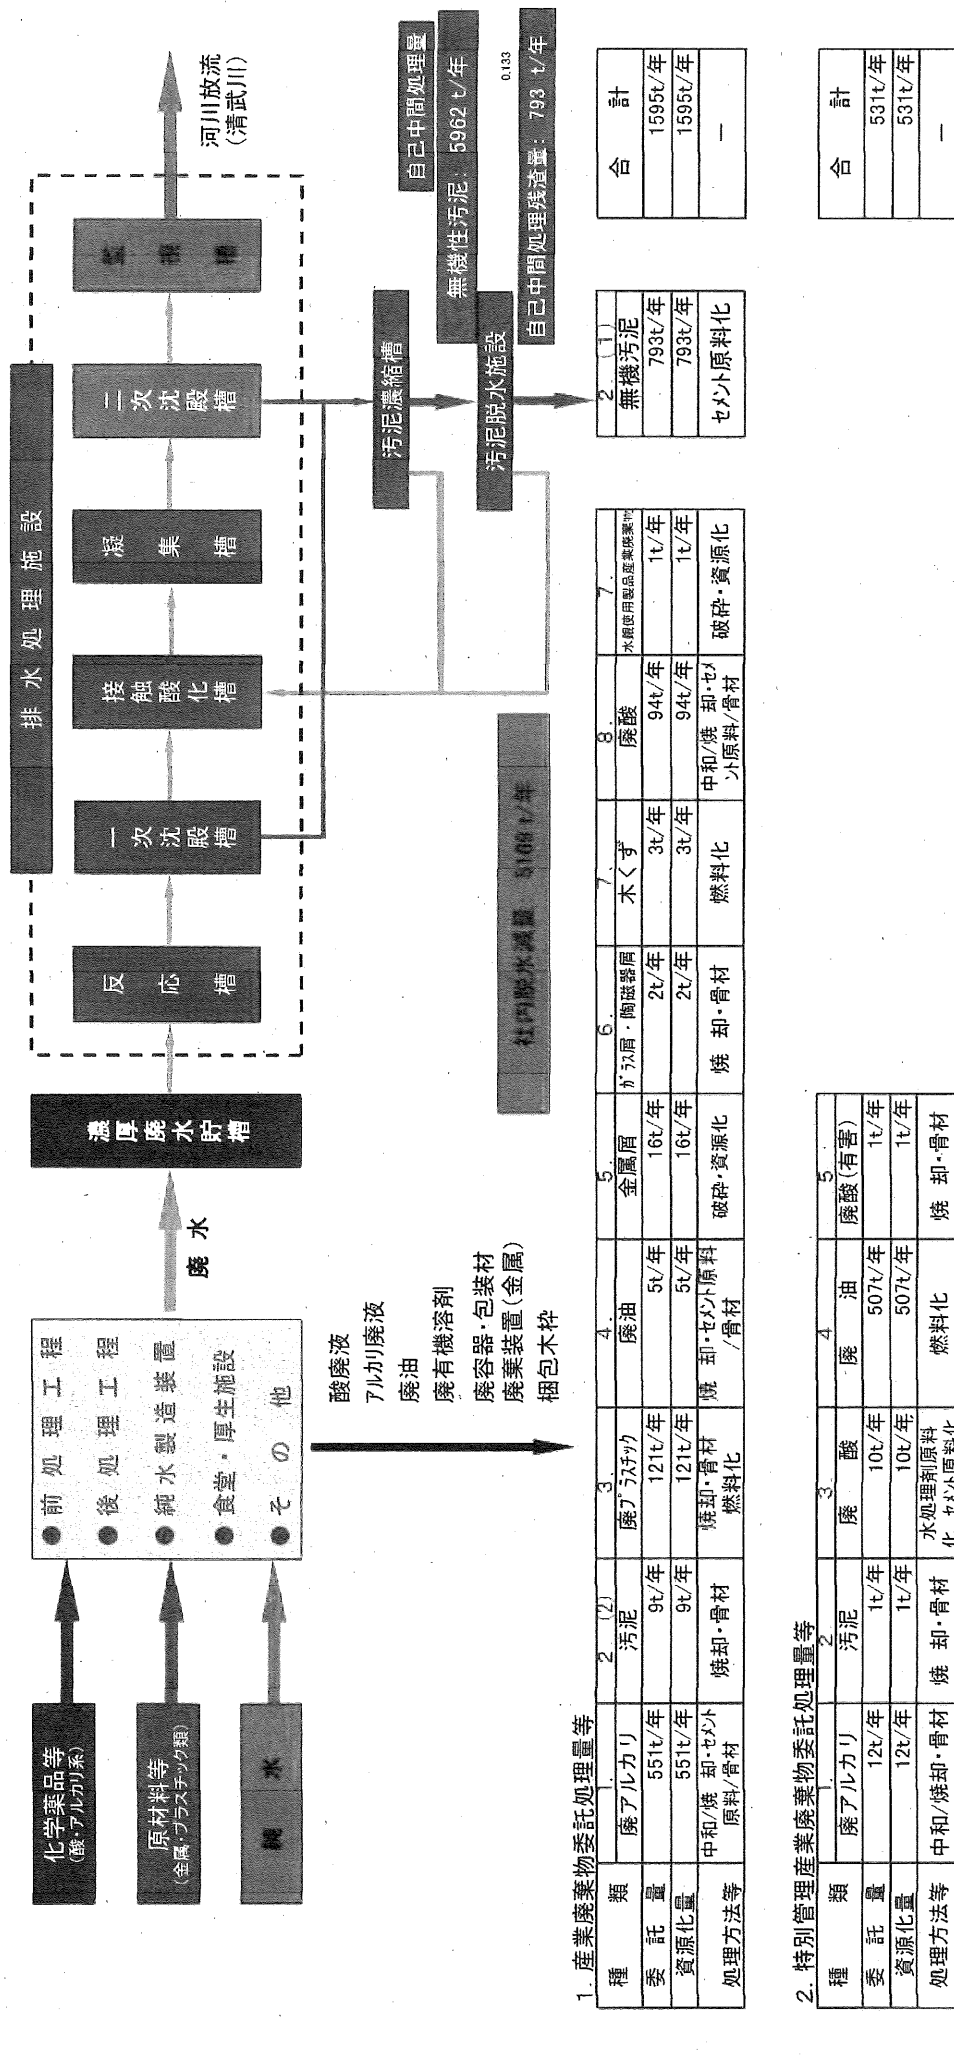 排水処理施設
化学薬品等
(酸・アルカリ系)
原材料等
(金属・プラスチック類)
純水
●前処理工程
●後処理工程
●純水製造装置
●食堂・厚生施設
●その他
廃水
濃厚廃水貯槽
反応槽
一次沈殿槽
接触酸化槽
凝集槽
二次沈殿槽
河川放流
(清武川)
酸廃液
アルカリ廃液
廃油
廃有機溶剤
廃容器・包装材
廃棄装置(金属)
梱包木枠
汚泥濃縮槽
汚泥脱水施設
自己中間処理量
無機性汚泥: 5962 t/年
0.133
自己中間処理残渣量: 793 t/年
社内脱水減量
1. 産業廃棄物委託処理量等
1. 2 (2) 3. 4. 5. 6. 7. 8. 7. 2 (1)
種類 廃アルカリ 汚泥 廃プラスチック 廃油 金属屑 ガラス屑・陶磁器屑 木くず 廃酸 水銀使用製品産業廃棄物 無機汚泥 合計
委託量 551t/年 9t/年 121t/年 5t/年 16t/年 2t/年 3t/年 94t/年 1t/年 793t/年 1595t/年
資源化量 551t/年 9t/年 121t/年 5t/年 16t/年 2t/年 3t/年 94t/年 1t/年 793t/年 1595t/年
処理方法等 中和/焼 却・セメント原料/骨材 焼却・骨材 焼却・骨材 燃料化 焼 却・セメント原料/骨材 破砕・資源化 焼 却・骨材 燃料化 中和/焼 却・セメント原料/骨材 破砕・資源化 セメント原料化 ―
2. 特別管理産業廃棄物委託処理量等
1. 2 3 4 5
種類 廃アルカリ 汚泥 廃酸 廃油 廃酸(有害) 合計
委託量 12t/年 1t/年 10t/年 507t/年 1t/年 531t/年
資源化量 12t/年 1t/年 10t/年 507t/年 1t/年 531t/年
処理方法等 中和/焼却・骨材 焼 却・骨材 水処理剤原料化 セメント原料化 燃料化 焼 却・骨材 ―